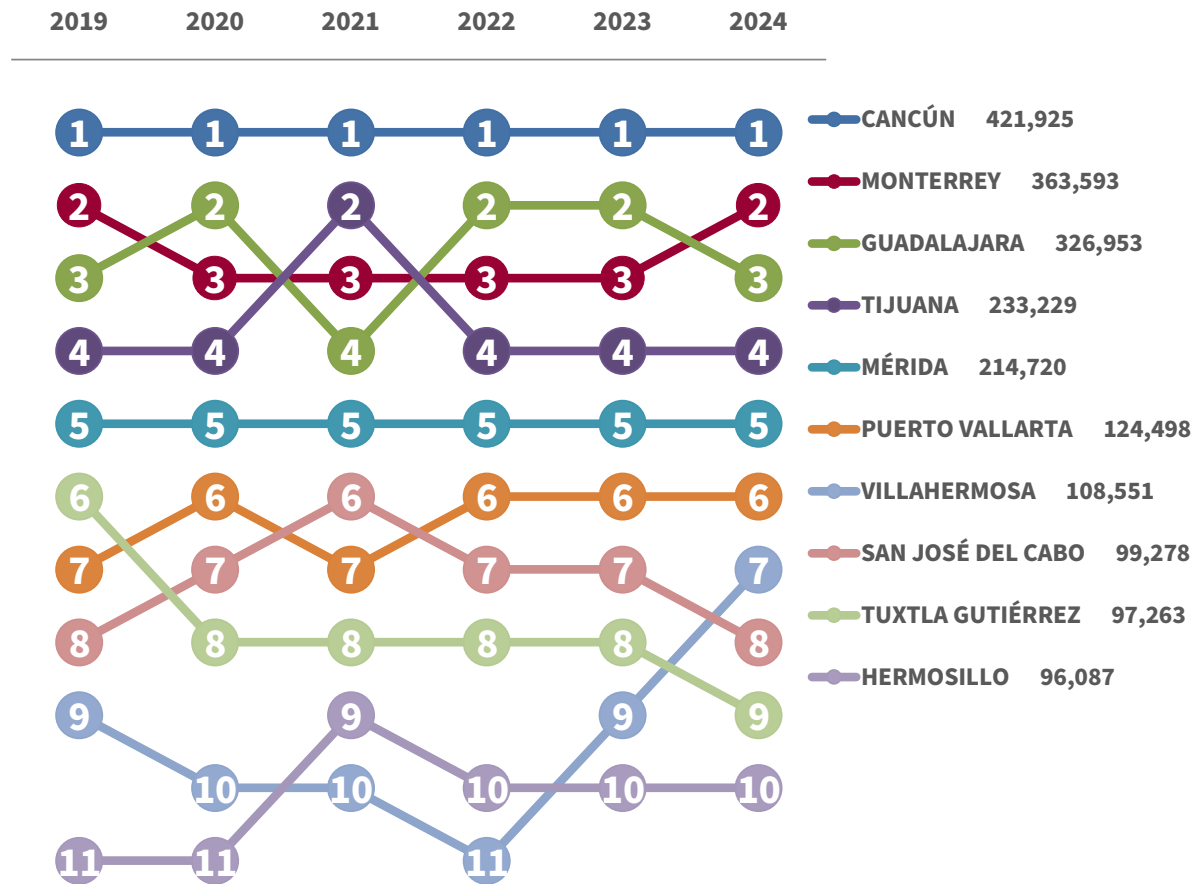 2019 2020 2021 2022 2023 2024
1 1 1 1 1 1 CANCÚN 421,925
2 2 2 2 2 2 MONTERREY 363,593
3 3 3 3 3 3 GUADALAJARA 326,953
4 4 4 4 4 4 TIJUANA 233,229
5 5 5 5 5 5 MÉRIDA 214,720
6 6 6 6 6 6 PUERTO VALLARTA 124,498
VILLAHERMOSA 108,551
7 7 7 7 7 7 SAN JOSÉ DEL CABO 99,278
8 8 8 8 8 8 TUXTLA GUTIÉRREZ 97,263
9 9 9 9 HERMOSILLO 96,087
10 10 10 10 10
11 11 11